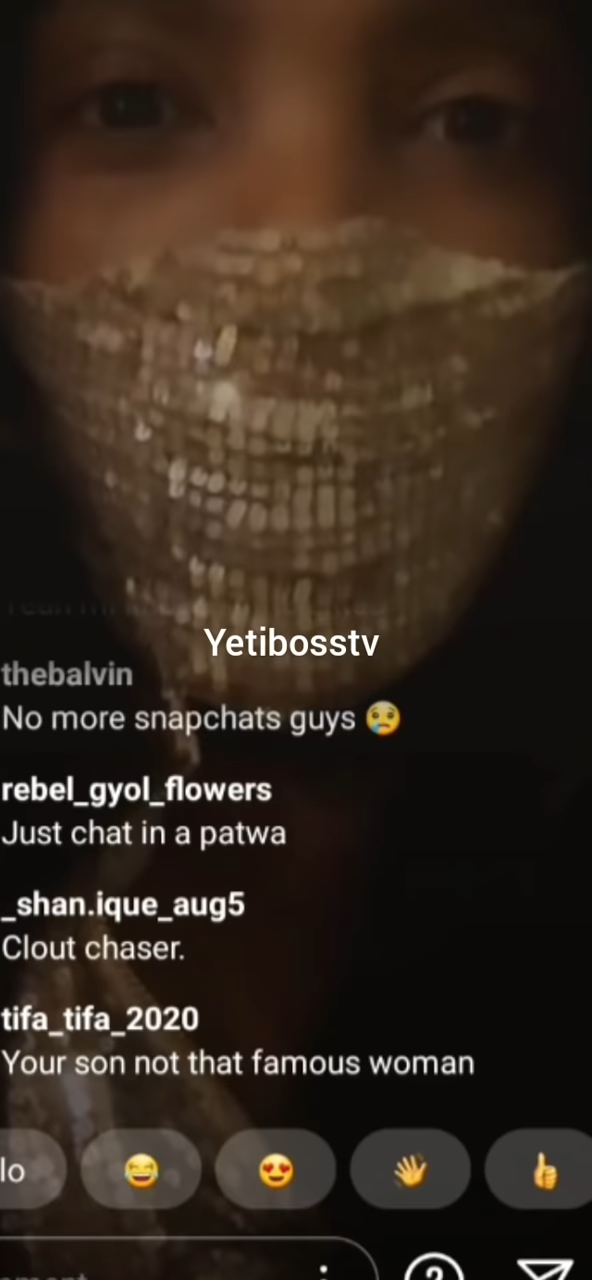 Yetibosstv
thebalvin
No more snapchats guys 😢
rebel_gyol_flowers
Just chat in a patwa
_shan.ique_aug5
Clout chaser.
tifa_tifa_2020
Your son not that famous woman
lo 😂 😍 👋 👍